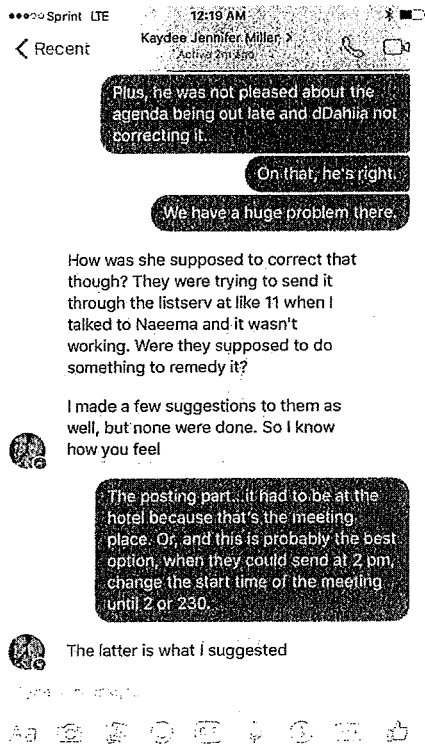 Sprint LTE 12:19 AM
Recent
Kaydee Jennifer Miller >
Active 2m ago
Plus, he was not pleased about the
agenda being out late and dDahlia not
correcting it.
On that, he's right.
We have a huge problem there.
How was she supposed to correct that
though? They were trying to send it
through the listserv at like 11 when I
talked to Naeema and it wasn't
working. Were they supposed to do
something to remedy it?
I made a few suggestions to them as
well, but none were done. So I know
how you feel
The posting part...it had to be at the
hotel because that's the meeting
place. Or, and this is probably the best
option, when they could send at 2 pm,
change the start time of the meeting
until 2 or 230.
The latter is what I suggested
Aa